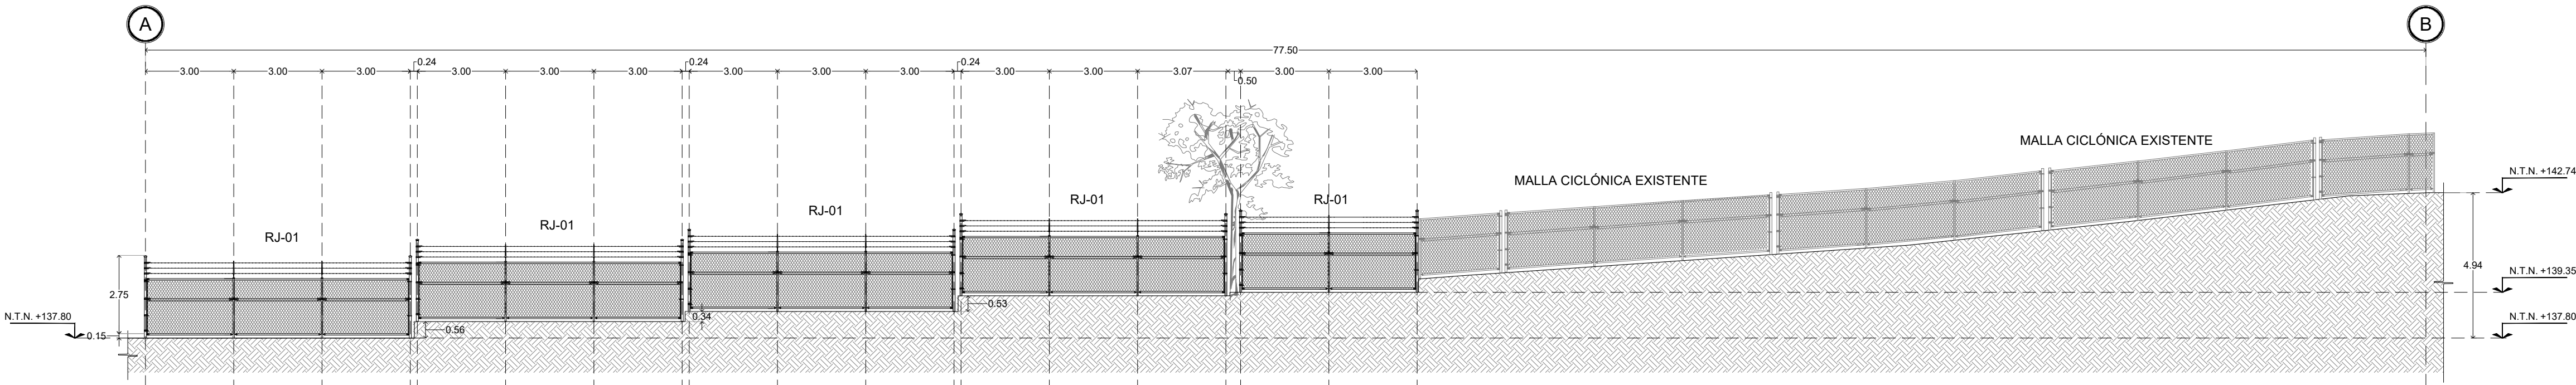 A
B
77.50
0.24
0.24
0.24
3.00
3.00
3.00
3.00
3.00
3.00
3.00
3.00
3.00
3.00
3.00
3.07
3.00
3.00
0.50
MALLA CICLÓNICA EXISTENTE
N.T.N. +142.74
MALLA CICLÓNICA EXISTENTE
RJ-01
RJ-01
RJ-01
RJ-01
RJ-01
4.94
N.T.N. +139.35
2.75
0.53
N.T.N. +137.80
0.34
N.T.N. +137.80
0.56
0.15